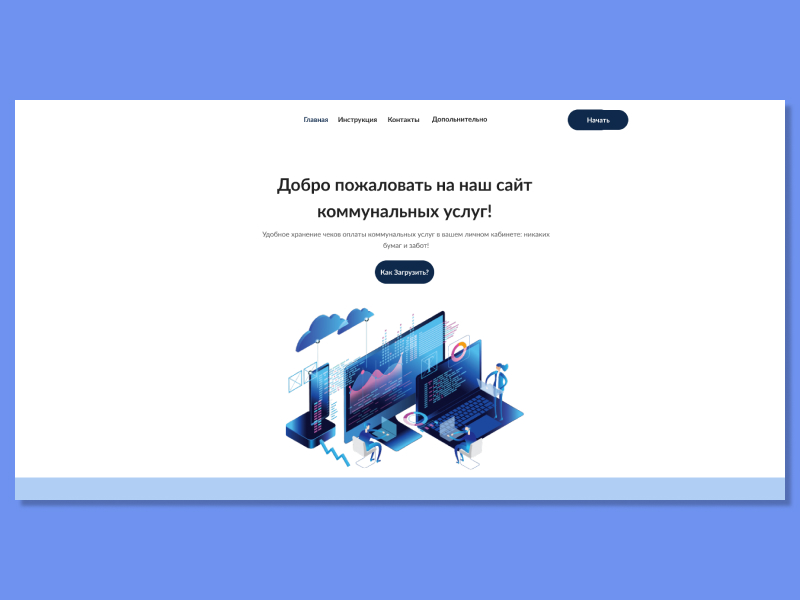 Главная Инструкция Контакты Допольнительно Начать
Добро пожаловать на наш сайт
коммунальных услуг!
Удобное хранение чеков оплаты коммунальных услуг в вашем личном кабинете: никаких
бумаг и забот!
Как Загрузить?